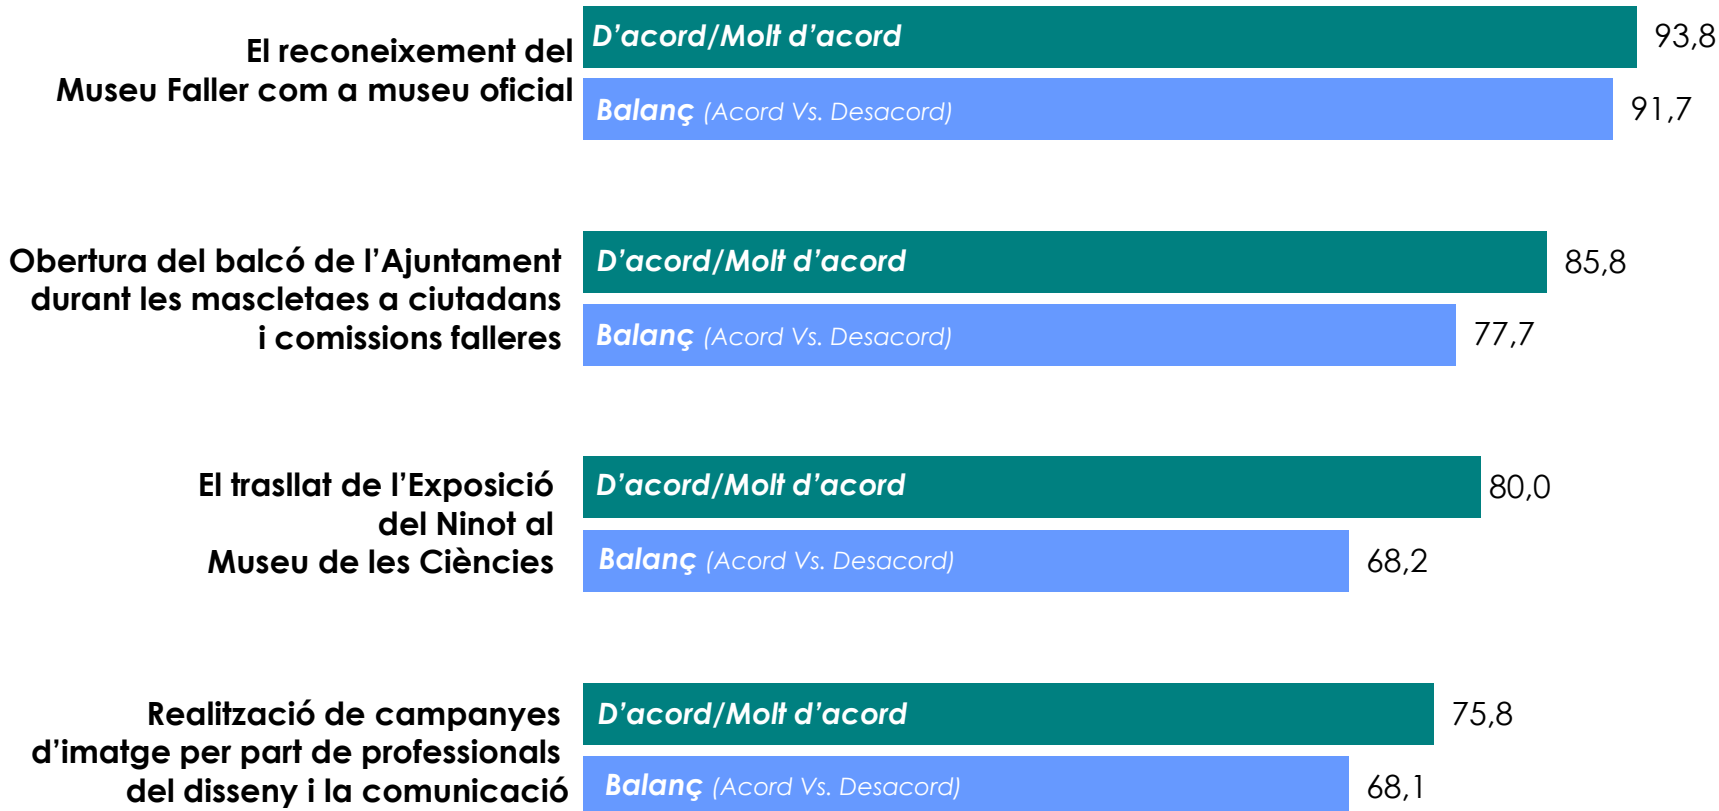 El reconeixement del
Museu Faller com a museu oficial
D'acord/Molt d'acord
93,8
Balanç (Acord Vs. Desacord)
91,7
Obertura del balcó de l'Ajuntament
durant les mascletaes a ciutadans
i comissions falleres
D'acord/Molt d'acord
85,8
Balanç (Acord Vs. Desacord)
77,7
El trasllat de l'Exposició
del Ninot al
Museu de les Ciències
D'acord/Molt d'acord
80,0
Balanç (Acord Vs. Desacord)
68,2
Realització de campanyes
d'imatge per part de professionals
del disseny i la comunicació
D'acord/Molt d'acord
75,8
Balanç (Acord Vs. Desacord)
68,1